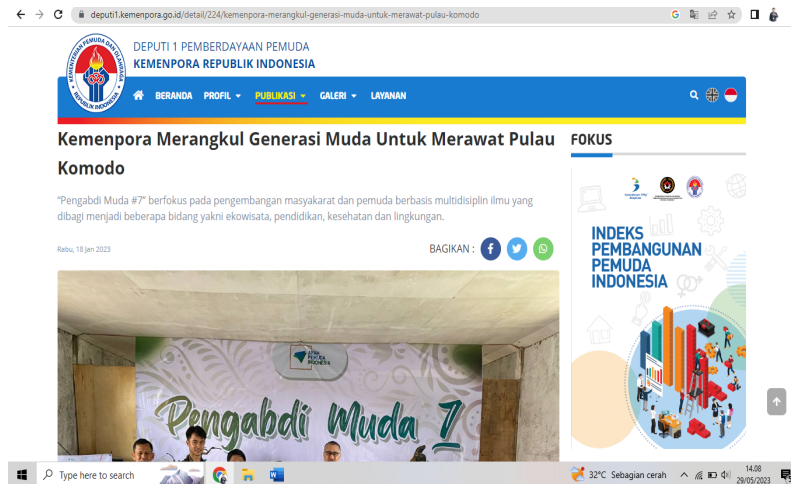 deputi1.kemenpora.go.id/detail/224/kemenpora-merangkul-generasi-muda-untuk-merawat-pulau-komodo
DEPUTI 1 PEMBERDAYAAN PEMUDA
KEMENPORA REPUBLIK INDONESIA
BERANDA PROFIL PUBLIKASI GALERI LAYANAN
Kemenpora Merangkul Generasi Muda Untuk Merawat Pulau
Komodo
"Pengabdi Muda #7" berfokus pada pengembangan masyakarat dan pemuda berbasis multidisiplin ilmu yang
dibagi menjadi beberapa bidang yakni ekowisata, pendidikan, kesehatan dan lingkungan.
Rabu, 18 Jan 2023
BAGIKAN :
PEMUDA
INDONESIA
Pengabdi Muda 7
FOKUS
INDEKS
PEMBANGUNAN
PEMUDA
INDONESIA
Type here to search
32°C Sebagian cerah
14.08
29/05/2023